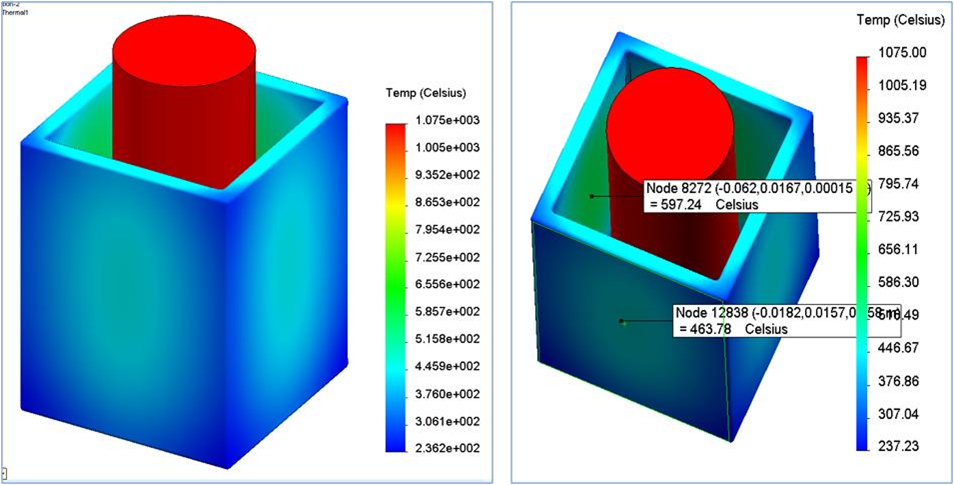 Thermal1
Temp (Celsius)
1.075e+003
1.005e+003
9.352e+002
8.653e+002
7.954e+002
7.255e+002
6.556e+002
5.857e+002
5.158e+002
4.459e+002
3.760e+002
3.061e+002
2.362e+002
Temp (Celsius)
1075.00
1005.19
935.37
865.56
795.74
725.93
656.11
586.30
446.67
376.86
307.04
237.23
Node 8272 (-0.062,0.0167,0.00015
= 597.24 Celsius
Node 12838 (-0.0182,0.0157,
= 463.78 Celsius